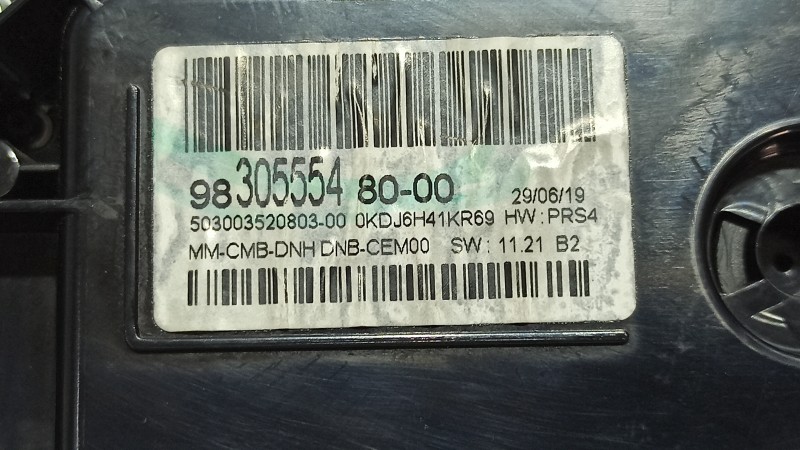 98 305554 80-00 29/06/19
503003520803-00 0KDJ6H41KR69 HW : PRS4
MM-CMB-DNH DNB-CEM00 SW : 11.21 B2